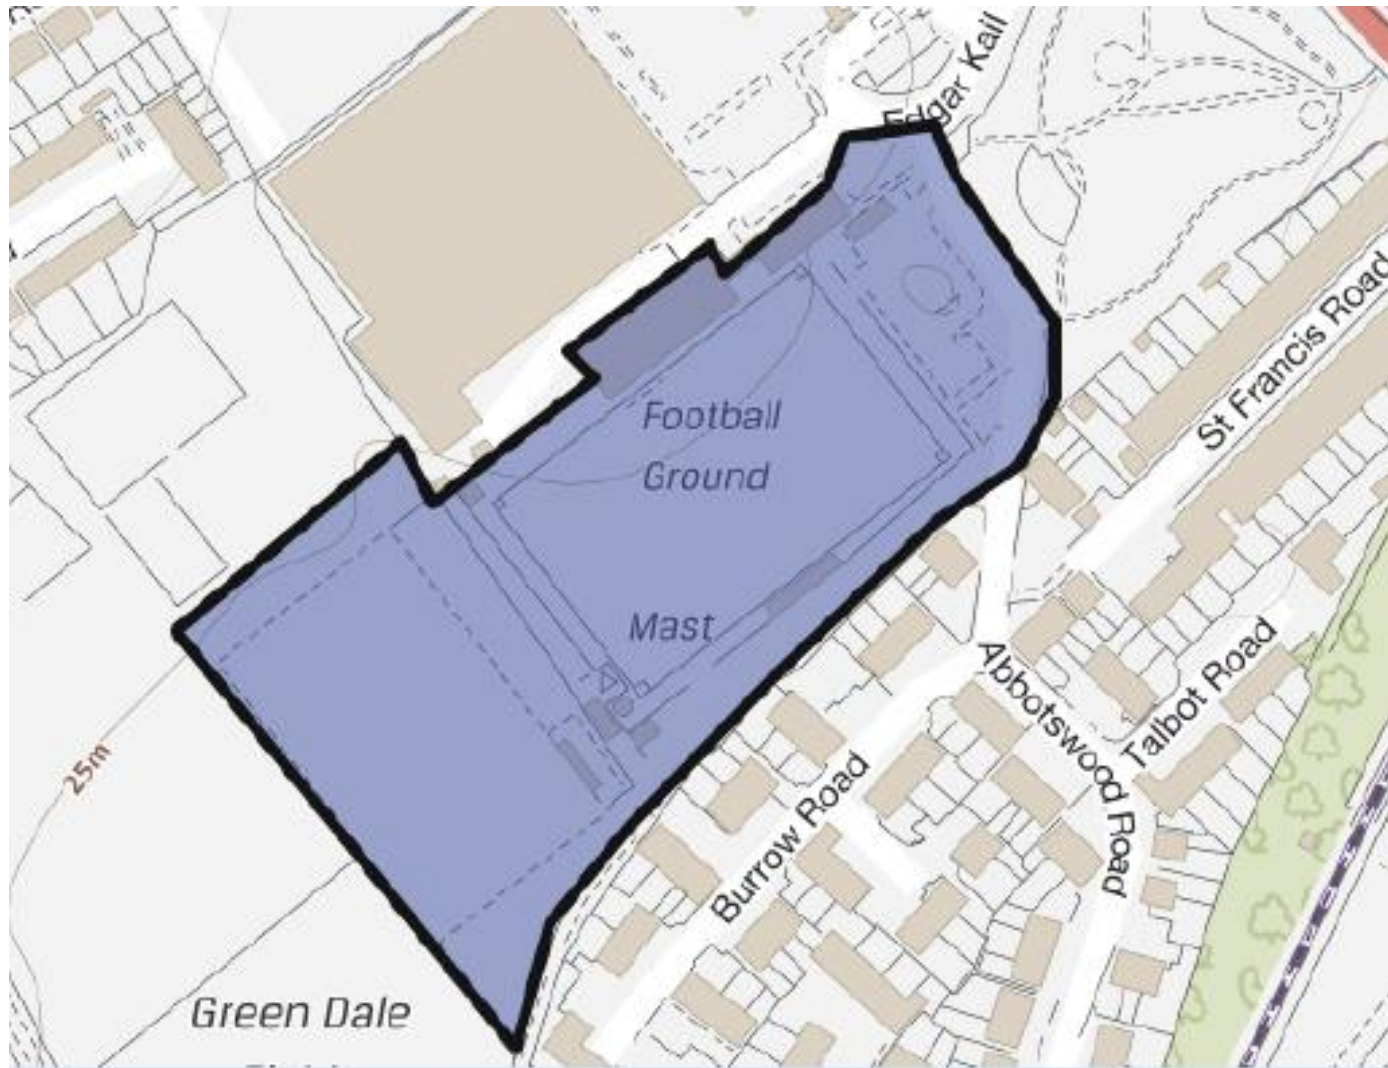 Edgar Kail
St Francis Road
Football
Ground
Mast
Abbotswood Road
Talbot Road
Burrow Road
25m
Green Dale